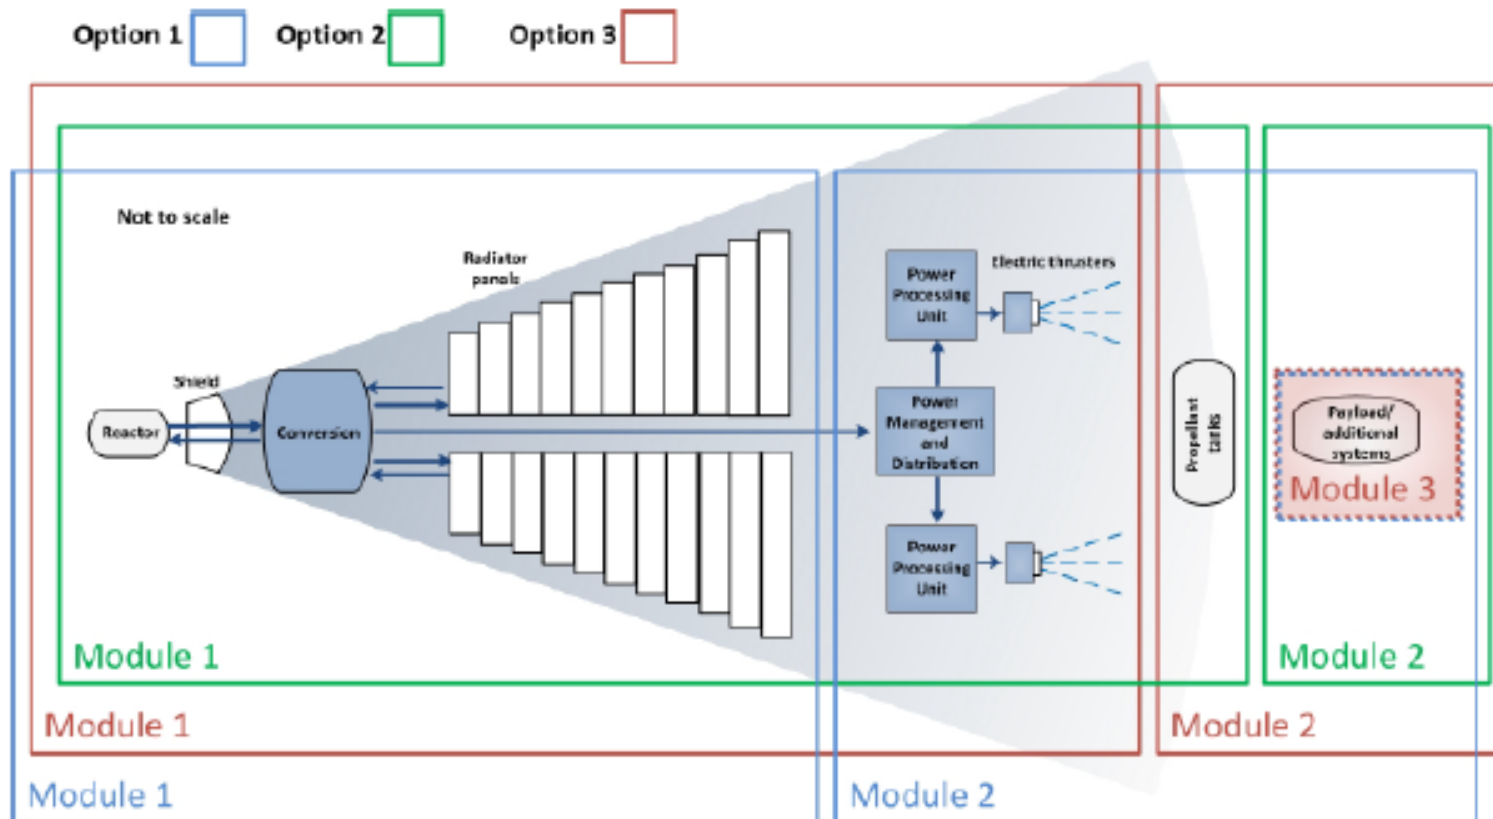 Option 1
Option 2
Option 3
Not to scale
Radiator
panels
Electric thrusters
Power
Processing
Unit
Shield
Reactor
Conversion
Power
Management
and
Distribution
Propellant
tanks
Payload/
additional
systems
Module 3
Power
Processing
Unit
Module 1
Module 2
Module 1
Module 2
Module 1
Module 2